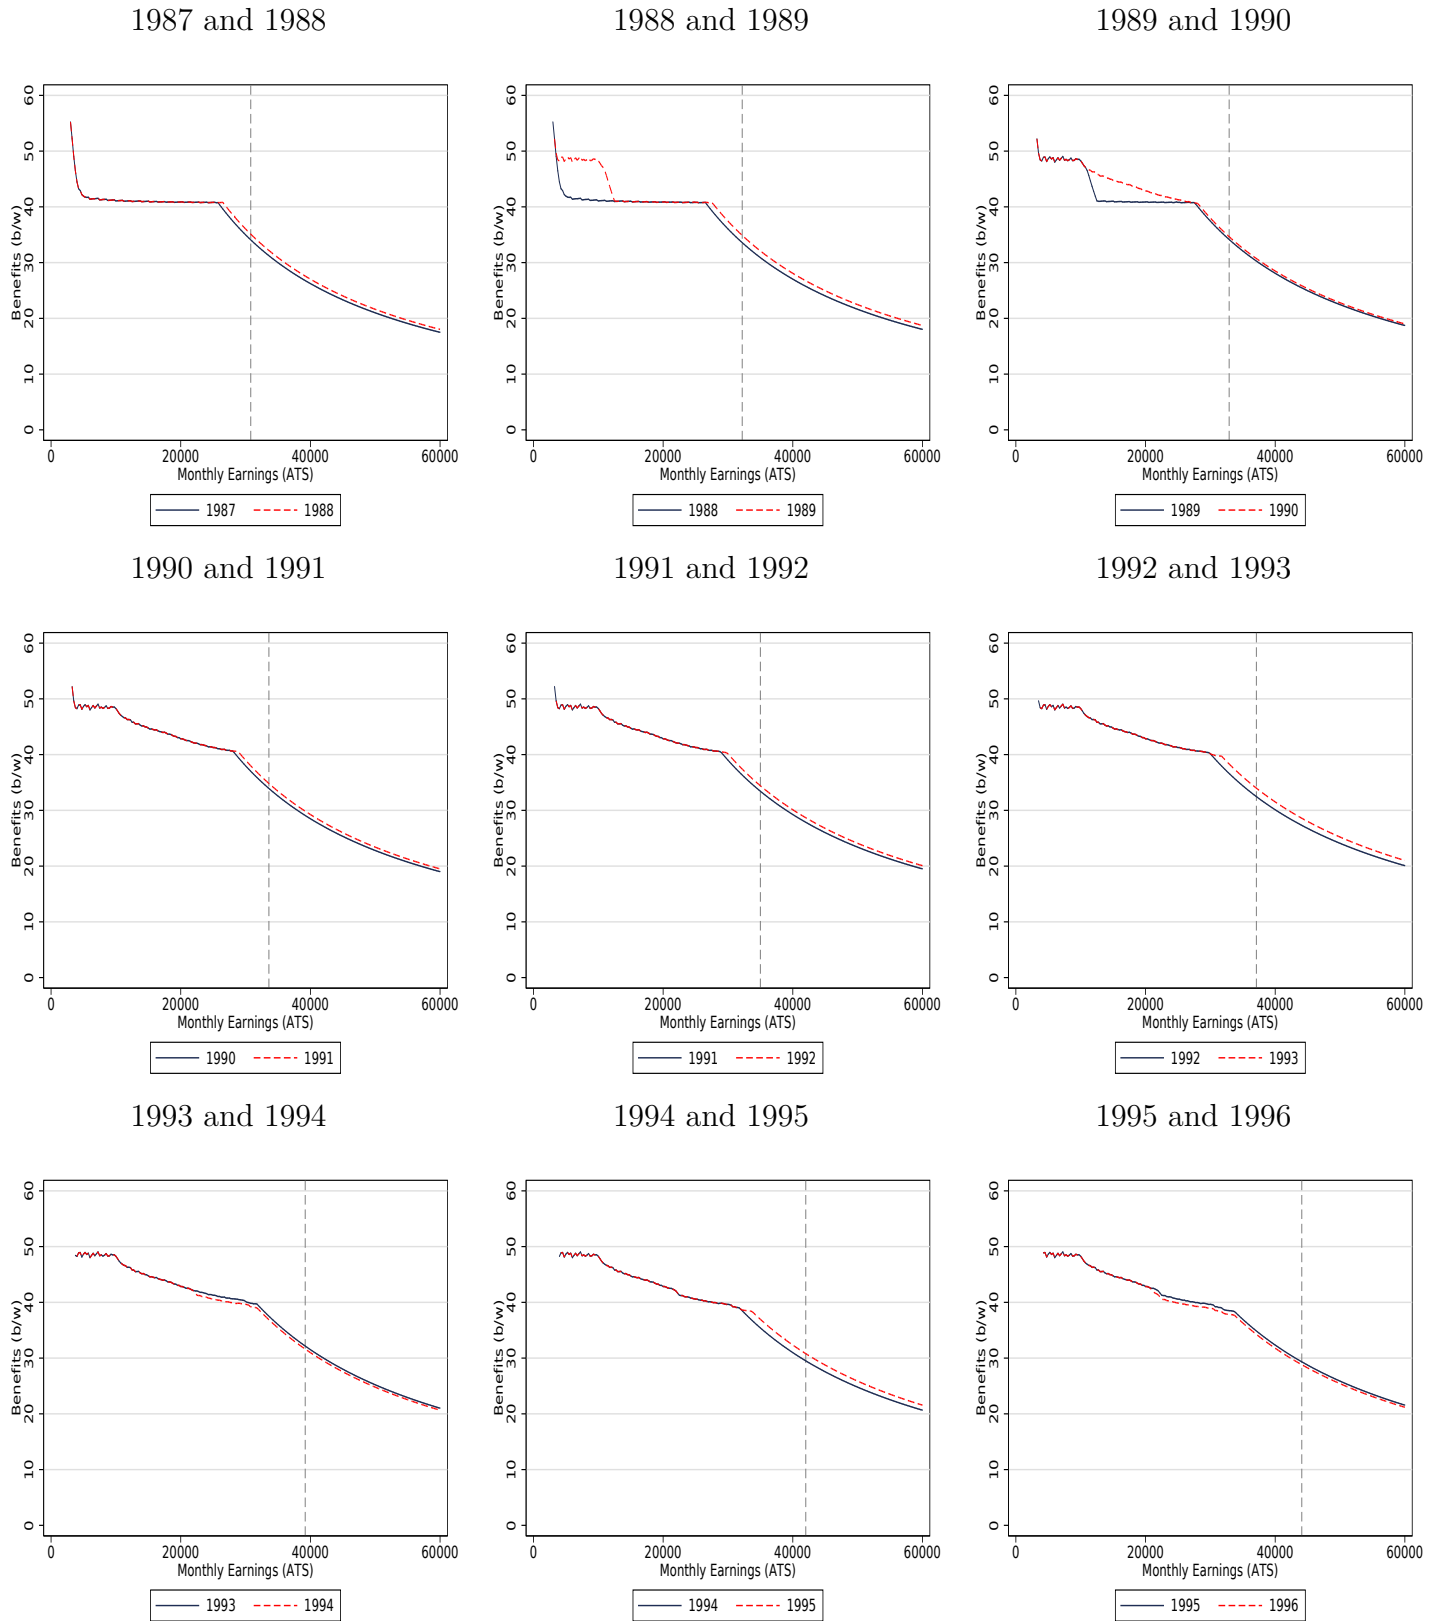 1987 and 1988
1988 and 1989
1989 and 1990
Benefits (b/w)
60
50
40
30
20
10
0
0 20000 40000 60000
Monthly Earnings (ATS)
1987 1988
Benefits (b/w)
60
50
40
30
20
10
0
0 20000 40000 60000
Monthly Earnings (ATS)
1988 1989
Benefits (b/w)
60
50
40
30
20
10
0
0 20000 40000 60000
Monthly Earnings (ATS)
1989 1990
1990 and 1991
1991 and 1992
1992 and 1993
Benefits (b/w)
60
50
40
30
20
10
0
0 20000 40000 60000
Monthly Earnings (ATS)
1990 1991
Benefits (b/w)
60
50
40
30
20
10
0
0 20000 40000 60000
Monthly Earnings (ATS)
1991 1992
Benefits (b/w)
60
50
40
30
20
10
0
0 20000 40000 60000
Monthly Earnings (ATS)
1992 1993
1993 and 1994
1994 and 1995
1995 and 1996
Benefits (b/w)
60
50
40
30
20
10
0
0 20000 40000 60000
Monthly Earnings (ATS)
1993 1994
Benefits (b/w)
60
50
40
30
20
10
0
0 20000 40000 60000
Monthly Earnings (ATS)
1994 1995
Benefits (b/w)
60
50
40
30
20
10
0
0 20000 40000 60000
Monthly Earnings (ATS)
1995 1996